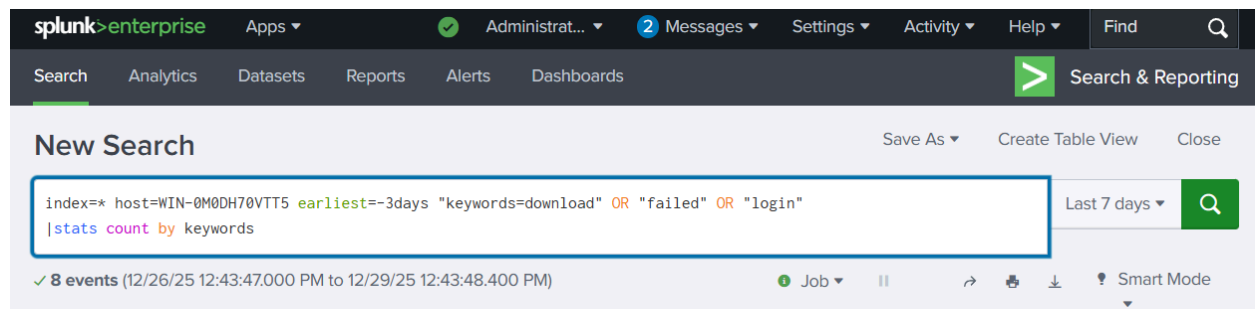 splunk>enterprise Apps Administrat... 2 Messages Settings Activity Help Find
Search Analytics Datasets Reports Alerts Dashboards Search & Reporting
New Search Save As Create Table View Close
index=* host=WIN-0M0DH70VTT5 earliest=-3days "keywords=download" OR "failed" OR "login" Last 7 days
|stats count by keywords
8 events (12/26/25 12:43:47.000 PM to 12/29/25 12:43:48.400 PM) Job Smart Mode